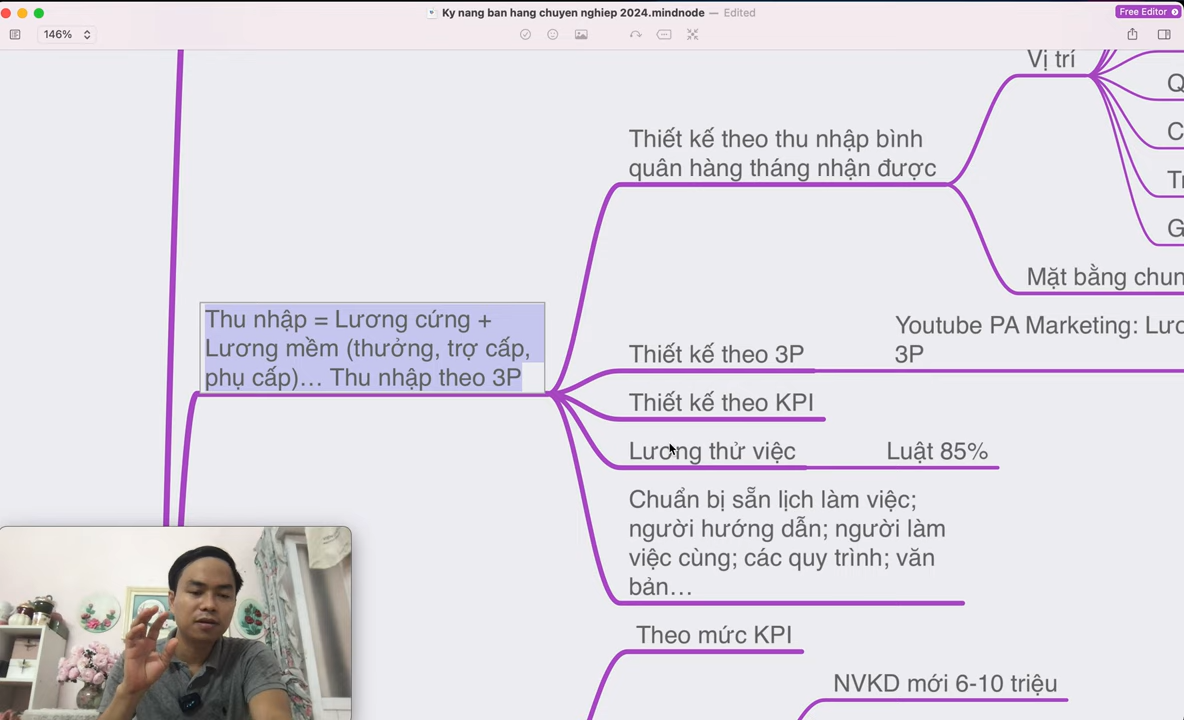 Ky nang ban hang chuyen nghiep 2024.mindnode — Edited
Free Editor
146%
Vị trí
Thiết kế theo thu nhập bình
quân hàng tháng nhận được
Q
C
Tr
G
Mặt bằng chun
Thu nhập = Lương cứng +
Lương mềm (thưởng, trợ cấp,
phụ cấp)... Thu nhập theo 3P
Youtube PA Marketing: Lươ
3P
Thiết kế theo 3P
Thiết kế theo KPI
Lương thử việc
Luật 85%
Chuẩn bị sẵn lịch làm việc;
người hướng dẫn; người làm
việc cùng; các quy trình; văn
bản...
Theo mức KPI
NVKD mới 6-10 triệu